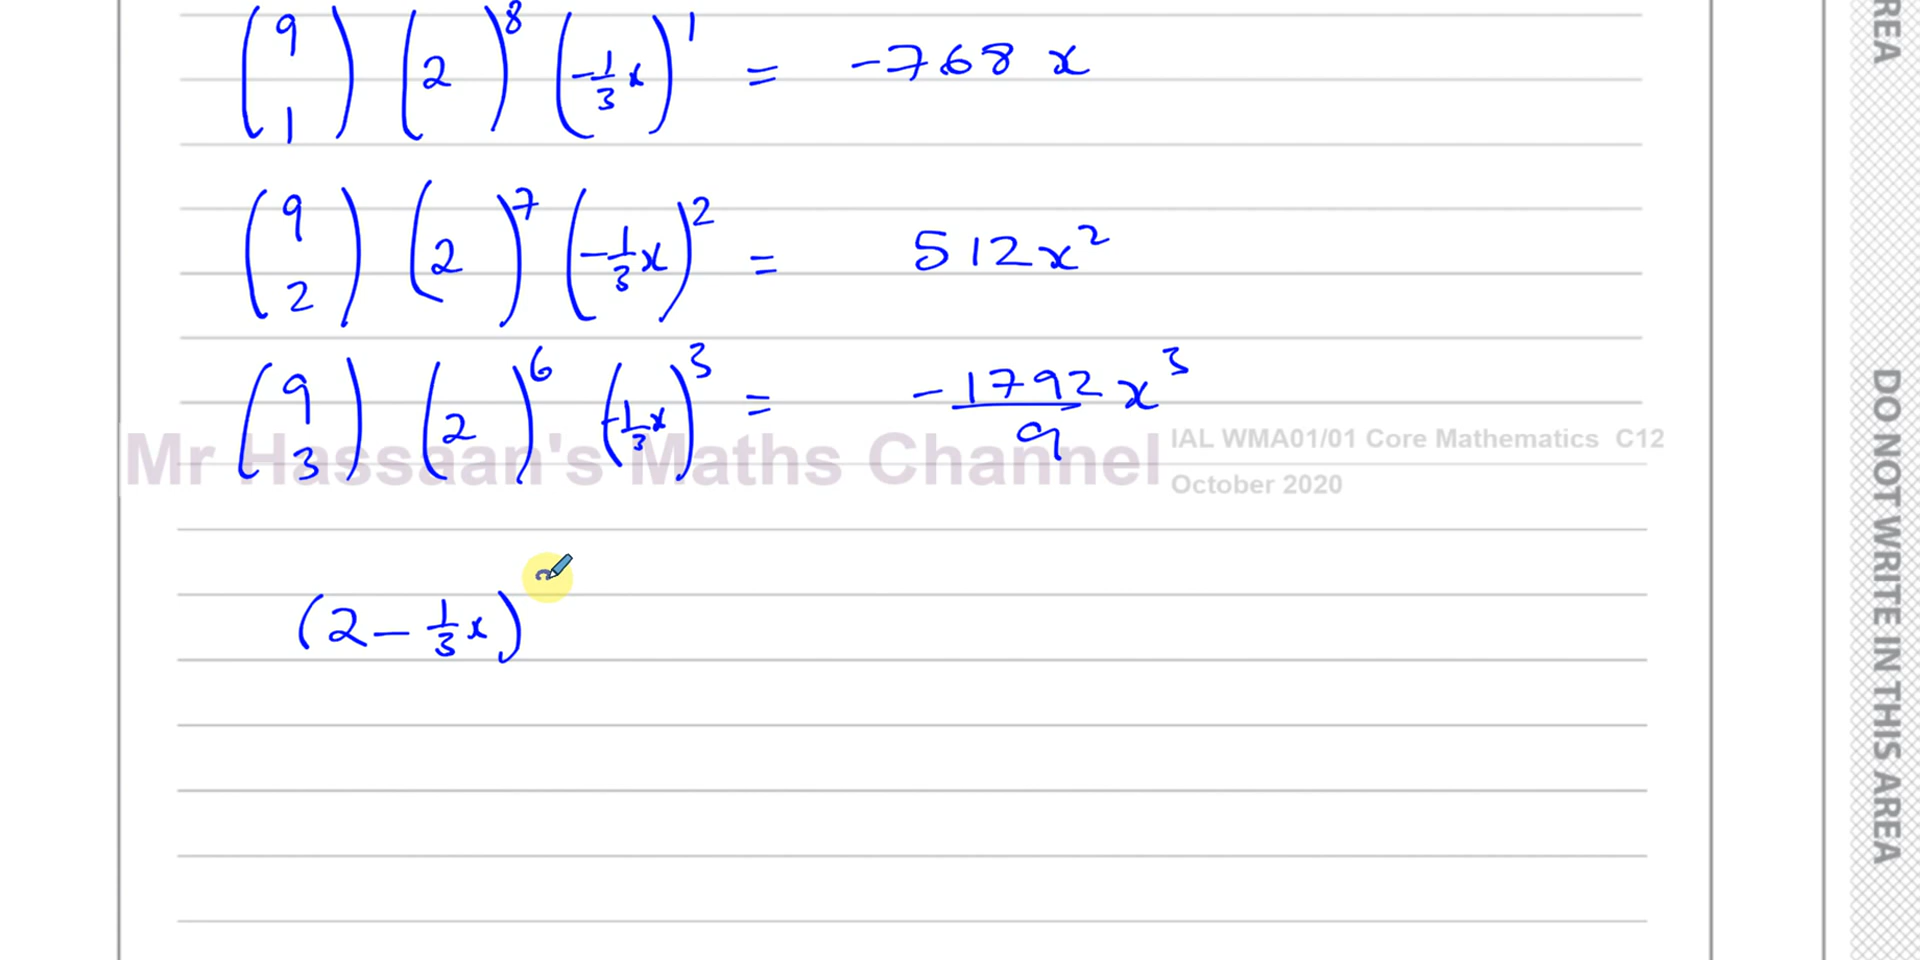 (9 1) (2)^8 (-1/3 x)^1 = -768 x
(9 2) (2)^7 (-1/3 x)^2 = 512x^2
(9 3) (2)^6 (-1/3 x)^3 = -1792/9 x^3
Mr Hassaan's Maths Channel
IAL WMA01/01 Core Mathematics C12
October 2020
(2 - 1/3 x)
REA
DO NOT WRITE IN THIS AREA